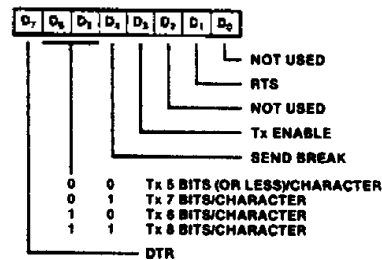 D7 D6 D5 D4 D3 D2 D1 D0
NOT USED
RTS
NOT USED
Tx ENABLE
SEND BREAK
0 0 Tx 5 BITS (OR LESS)/CHARACTER
0 1 Tx 7 BITS/CHARACTER
1 0 Tx 6 BITS/CHARACTER
1 1 Tx 8 BITS/CHARACTER
DTR